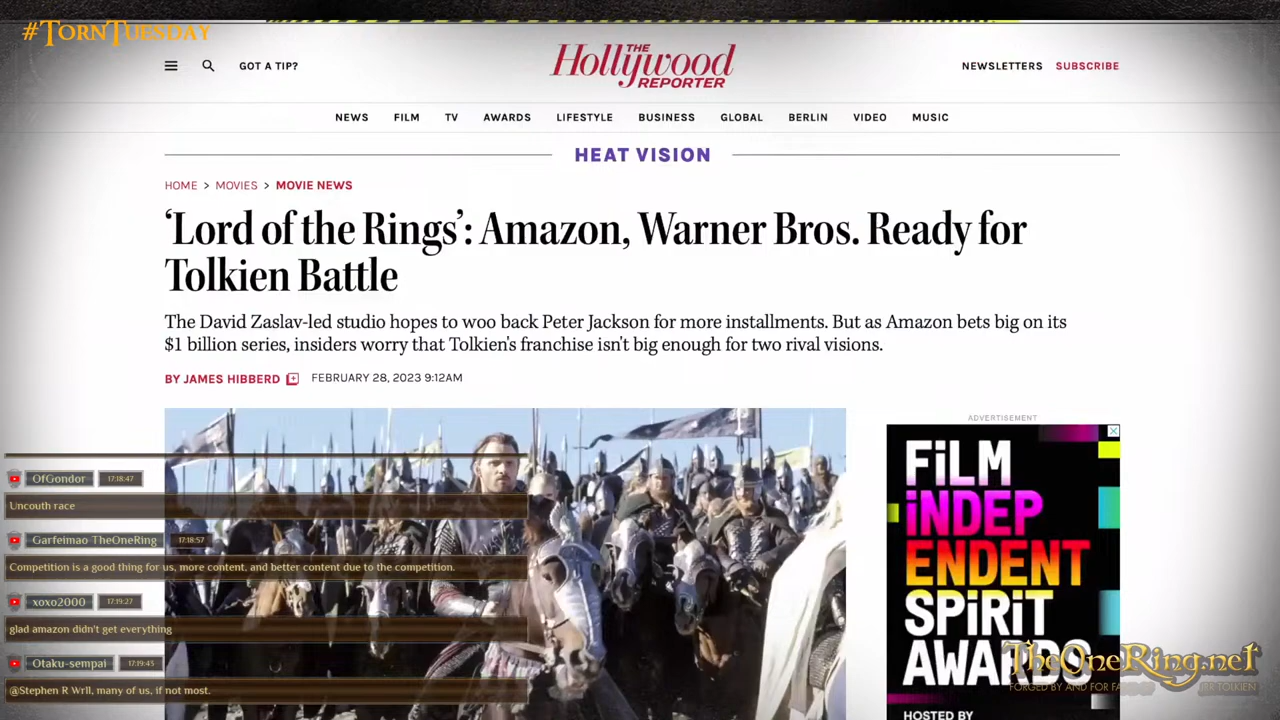 #TORNTUESDAY
THE
Hollywood
REPORTER
GOT A TIP?
NEWSLETTERS SUBSCRIBE
NEWS FILM TV AWARDS LIFESTYLE BUSINESS GLOBAL BERLIN VIDEO MUSIC
HEAT VISION
HOME > MOVIES > MOVIE NEWS
‘Lord of the Rings’: Amazon, Warner Bros. Ready for
Tolkien Battle
The David Zaslav-led studio hopes to woo back Peter Jackson for more installments. But as Amazon bets big on its
$1 billion series, insiders worry that Tolkien's franchise isn't big enough for two rival visions.
BY JAMES HIBBERD FEBRUARY 28, 2023 9:12AM
ADVERTISEMENT
FiLM
iNDEP
ENDENT
SPiRiT
AWARDS
HOSTED BY
OfGondor 17:18:47
Uncouth race
Garfeimao TheOneRing 17:18:57
Competition is a good thing for us, more content, and better content due to the competition.
xoxo2000 17:19:27
glad amazon didn't get everything
Otaku-sempai 17:19:43
@Stephen R Wrll, many of us, if not most.
TheOneRing.net
FORGED BY AND FOR TOLKIEN